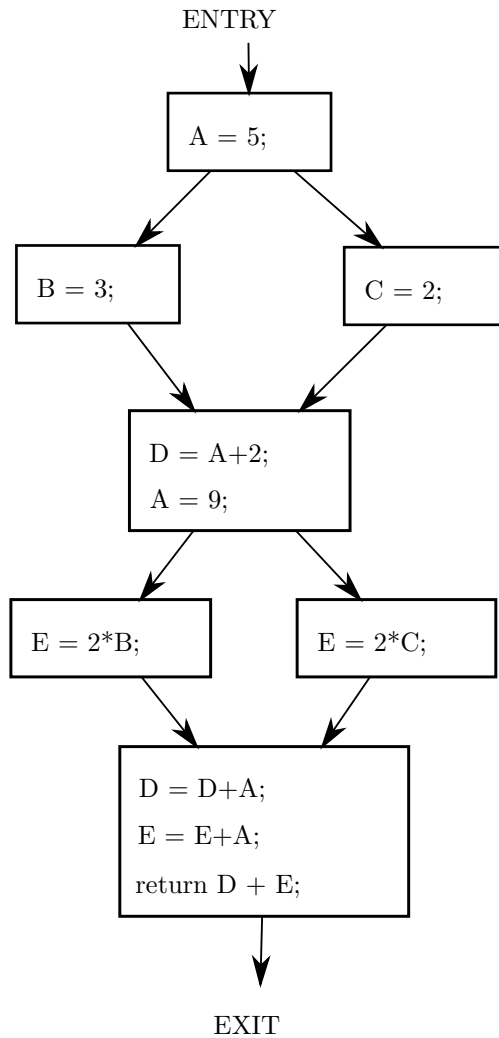 ENTRY
A = 5;
B = 3;
C = 2;
D = A+2;
A = 9;
E = 2*B;
E = 2*C;
D = D+A;
E = E+A;
return D + E;
EXIT